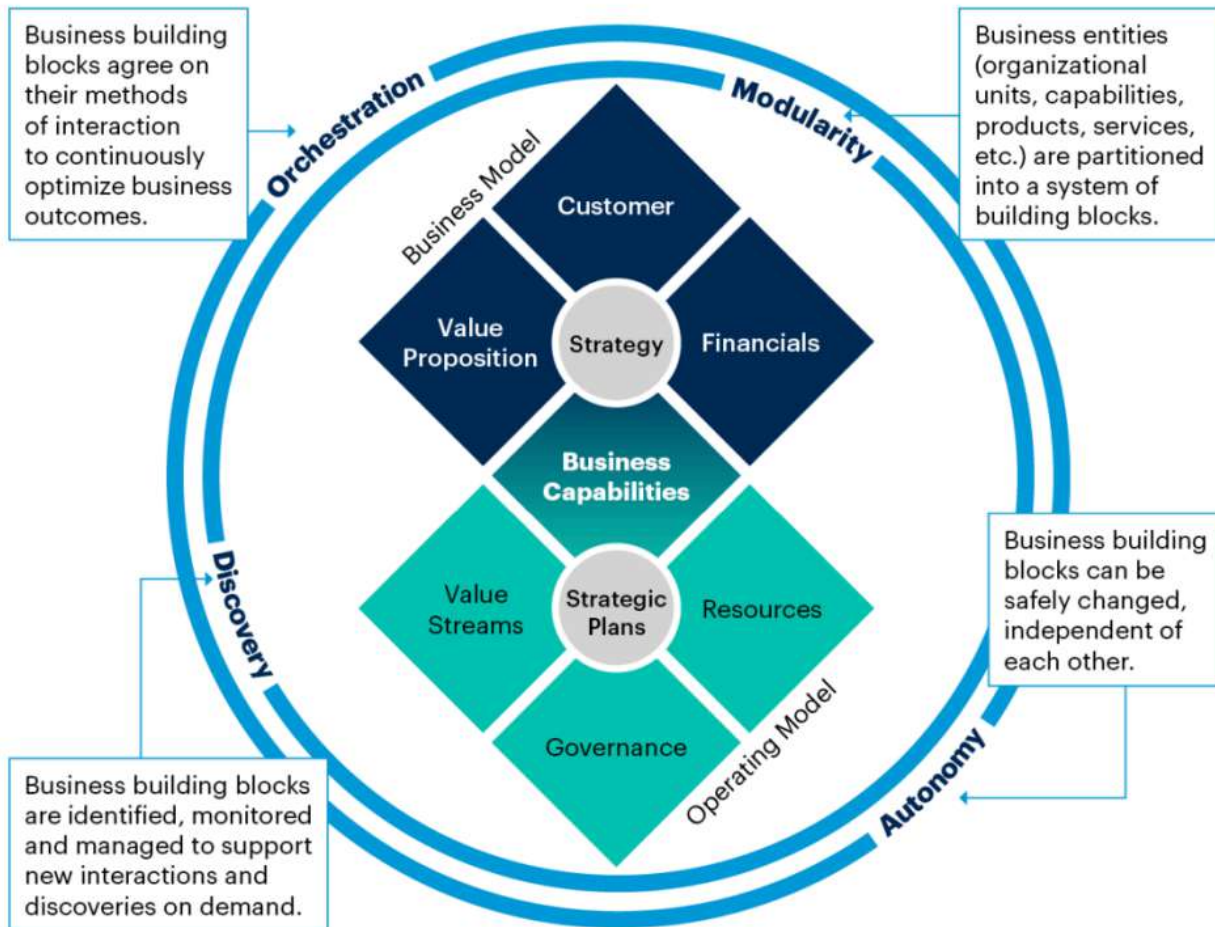 Business building
blocks agree on
their methods
of interaction
to continuously
optimize business
outcomes.
Orchestration
Modularity
Business entities
(organizational
units, capabilities,
products, services,
etc.) are partitioned
into a system of
building blocks.
Business Model
Customer
Value
Proposition
Strategy
Financials
Business
Capabilities
Value
Streams
Strategic
Plans
Resources
Governance
Operating Model
Discovery
Business building blocks
are identified, monitored
and managed to support
new interactions and
discoveries on demand.
Autonomy
Business building
blocks can be
safely changed,
independent of
each other.